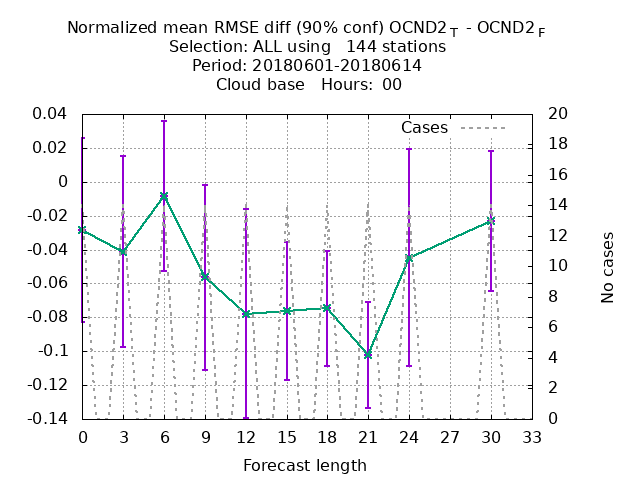 Normalized mean RMSE diff (90% conf) OCND2 T - OCND2 F
Selection: ALL using 144 stations
Period: 20180601-20180614
Cloud base Hours: 00
Cases
0.04
0.02
0
-0.02
-0.04
-0.06
-0.08
-0.1
-0.12
-0.14
20
18
16
14
12
10
8
6
4
2
0
No cases
0 3 6 9 12 15 18 21 24 27 30 33
Forecast length